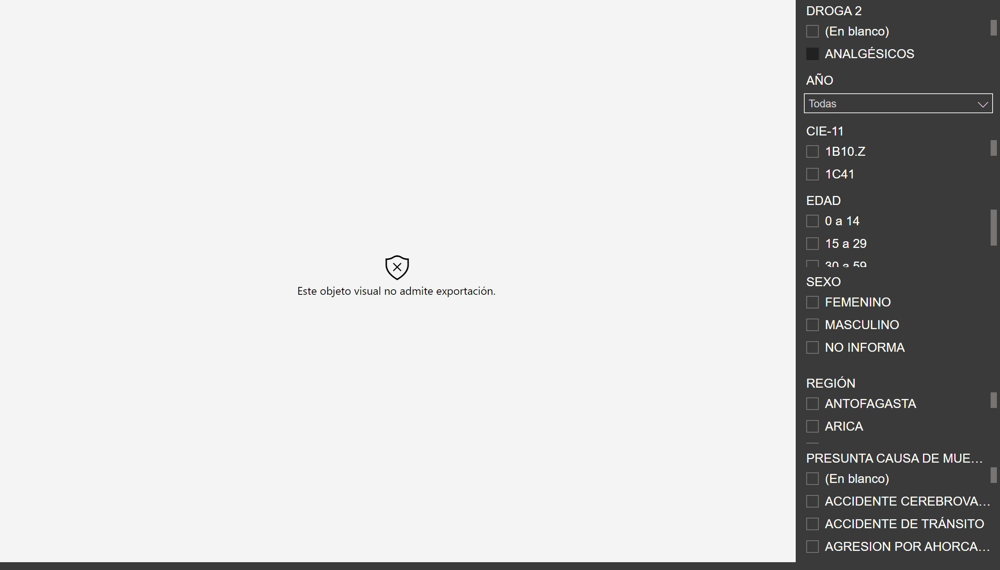 Este objeto visual no admite exportación.
DROGA 2
(En blanco)
ANALGÉSICOS
AÑO
Todas
CIE-11
1B10.Z
1C41
EDAD
0 a 14
15 a 29
30 a 59
SEXO
FEMENINO
MASCULINO
NO INFORMA
REGIÓN
ANTOFAGASTA
ARICA
PRESUNTA CAUSA DE MUE…
(En blanco)
ACCIDENTE CEREBROVA…
ACCIDENTE DE TRÁNSITO
AGRESION POR AHORCA…